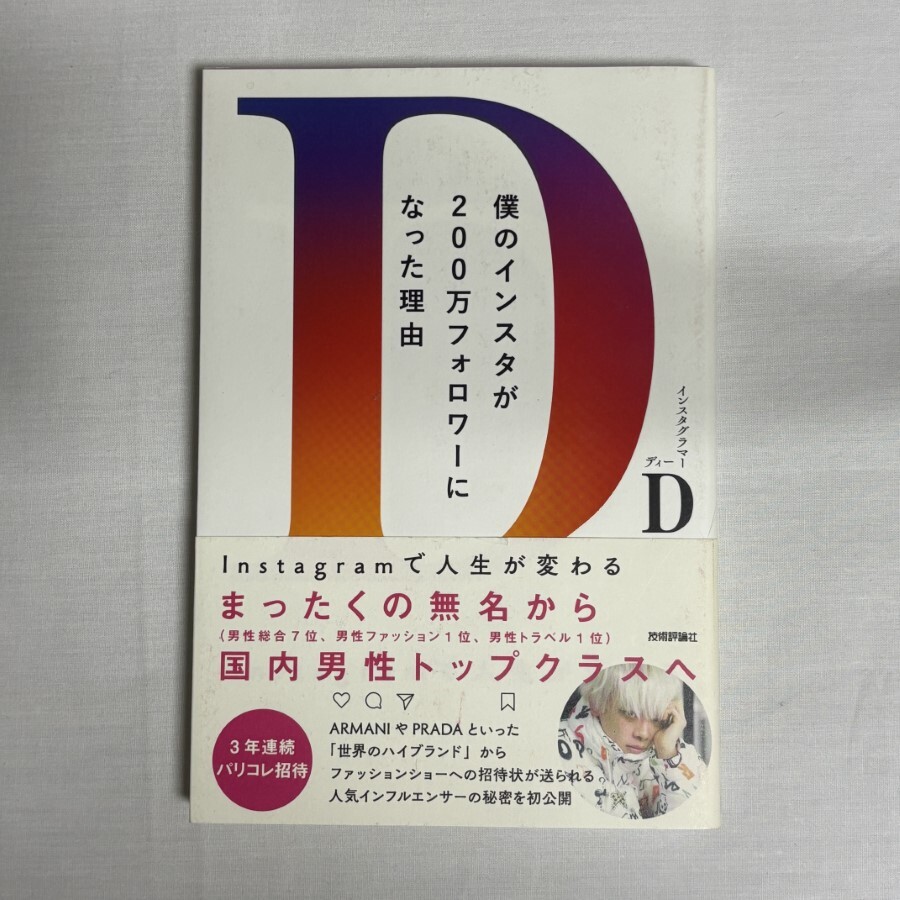 D
僕のインスタが
200万フォロワーに
なった理由
インスタグラマー
ディー
D
Instagramで人生が変わる
まったくの無名から
(男性総合7位、男性ファッション1位、男性トラベル1位)
技術評論社
国内男性トップクラスへ
3年連続
パリコレ招待
ARMANIやPRADAといった
「世界のハイブランド」から
ファッションショーへの招待状が送られる。
人気インフルエンサーの秘密を初公開